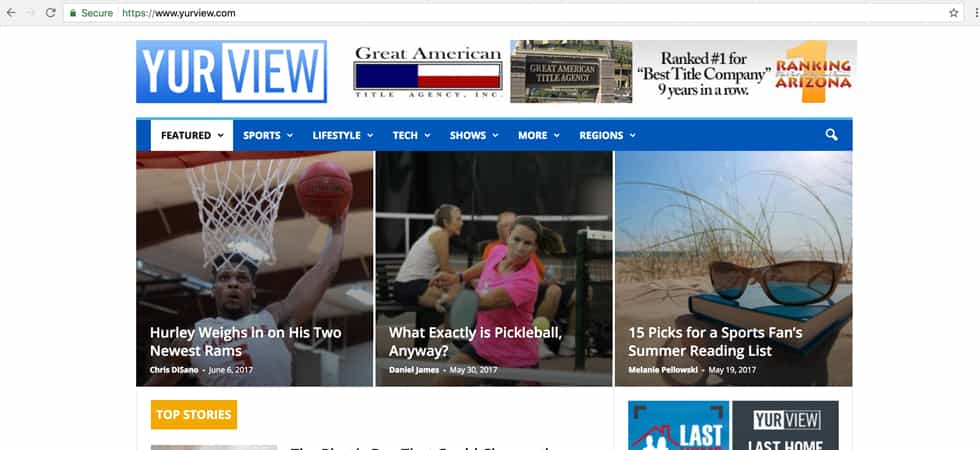 Secure https://www.yurview.com
YUR VIEW
Great American
TITLE AGENCY, INC.
GREAT AMERICAN
TITLE AGENCY
Ranked #1 for
"Best Title Company"
9 years in a row.
1
RANKING
ARIZONA
FEATURED SPORTS LIFESTYLE TECH SHOWS MORE REGIONS
Hurley Weighs in on His Two
Newest Rams
Chris DiSano - June 6, 2017
What Exactly is Pickleball,
Anyway?
Daniel James - May 30, 2017
15 Picks for a Sports Fan's
Summer Reading List
Melanie Pellowski - May 19, 2017
TOP STORIES
LAST
YUR VIEW
LAST HOME